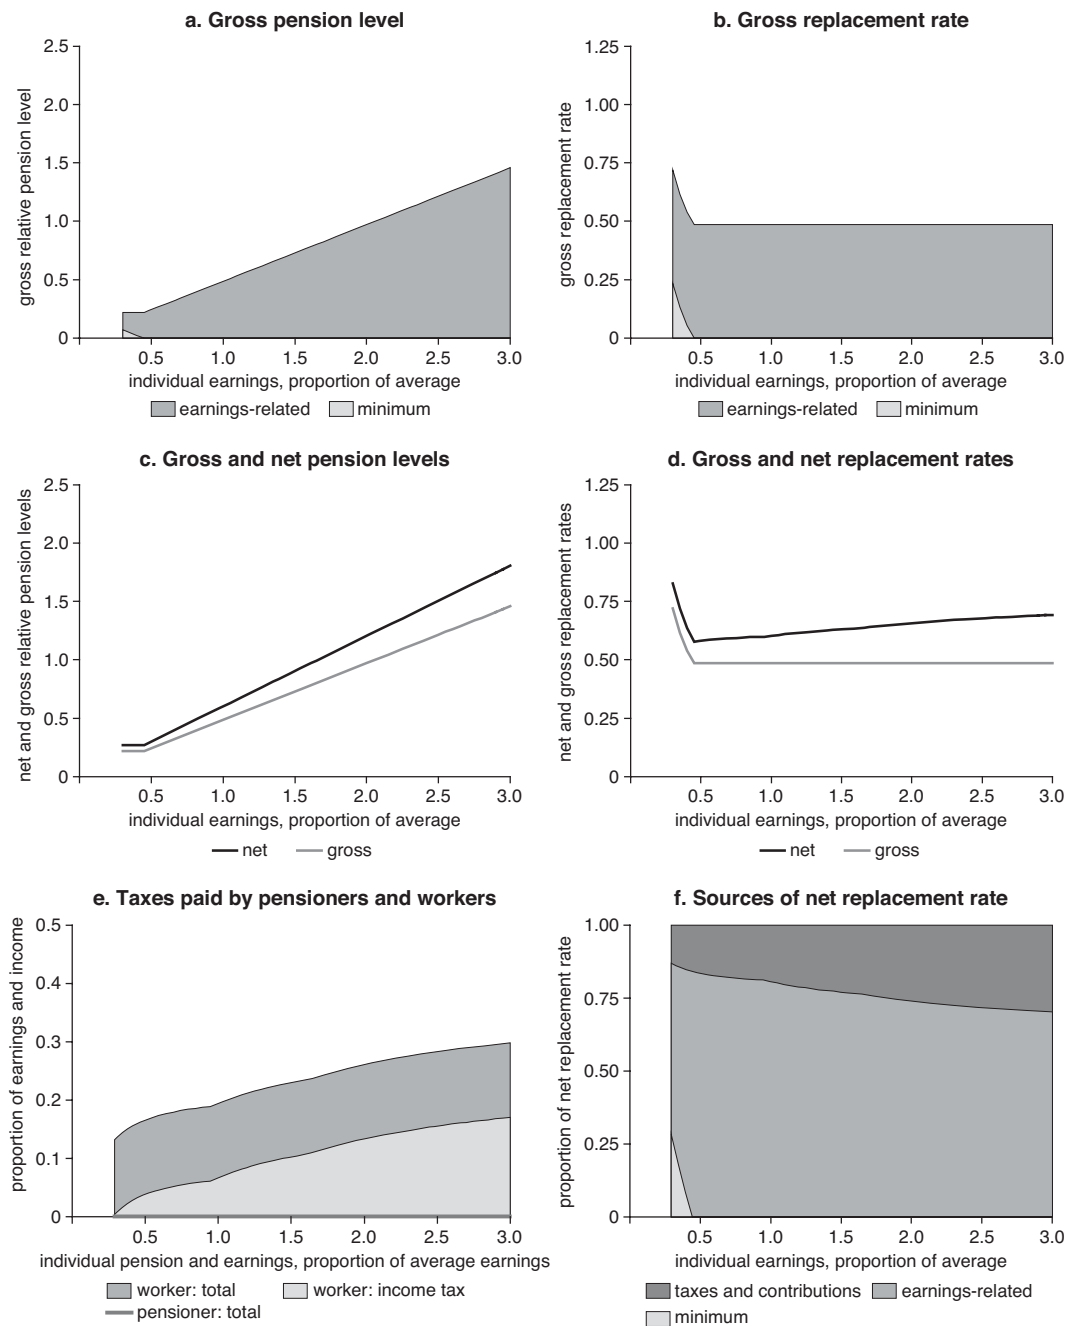 a. Gross pension level
gross relative pension level
2.5
2.0
1.5
1.0
0.5
0
0.5 1.0 1.5 2.0 2.5 3.0
individual earnings, proportion of average
earnings-related minimum
b. Gross replacement rate
gross replacement rate
1.25
1.00
0.75
0.50
0.25
0
0.5 1.0 1.5 2.0 2.5 3.0
individual earnings, proportion of average
earnings-related minimum
c. Gross and net pension levels
net and gross relative pension levels
2.5
2.0
1.5
1.0
0.5
0
0.5 1.0 1.5 2.0 2.5 3.0
individual earnings, proportion of average
net gross
d. Gross and net replacement rates
net and gross replacement rates
1.25
1.00
0.75
0.50
0.25
0
0.5 1.0 1.5 2.0 2.5 3.0
individual earnings, proportion of average
net gross
e. Taxes paid by pensioners and workers
proportion of earnings and income
0.5
0.4
0.3
0.2
0.1
0
0.5 1.0 1.5 2.0 2.5 3.0
individual pension and earnings, proportion of average earnings
worker: total worker: income tax
pensioner: total
f. Sources of net replacement rate
proportion of net replacement rate
1.00
0.75
0.50
0.25
0
0.5 1.0 1.5 2.0 2.5 3.0
individual earnings, proportion of average
taxes and contributions earnings-related
minimum